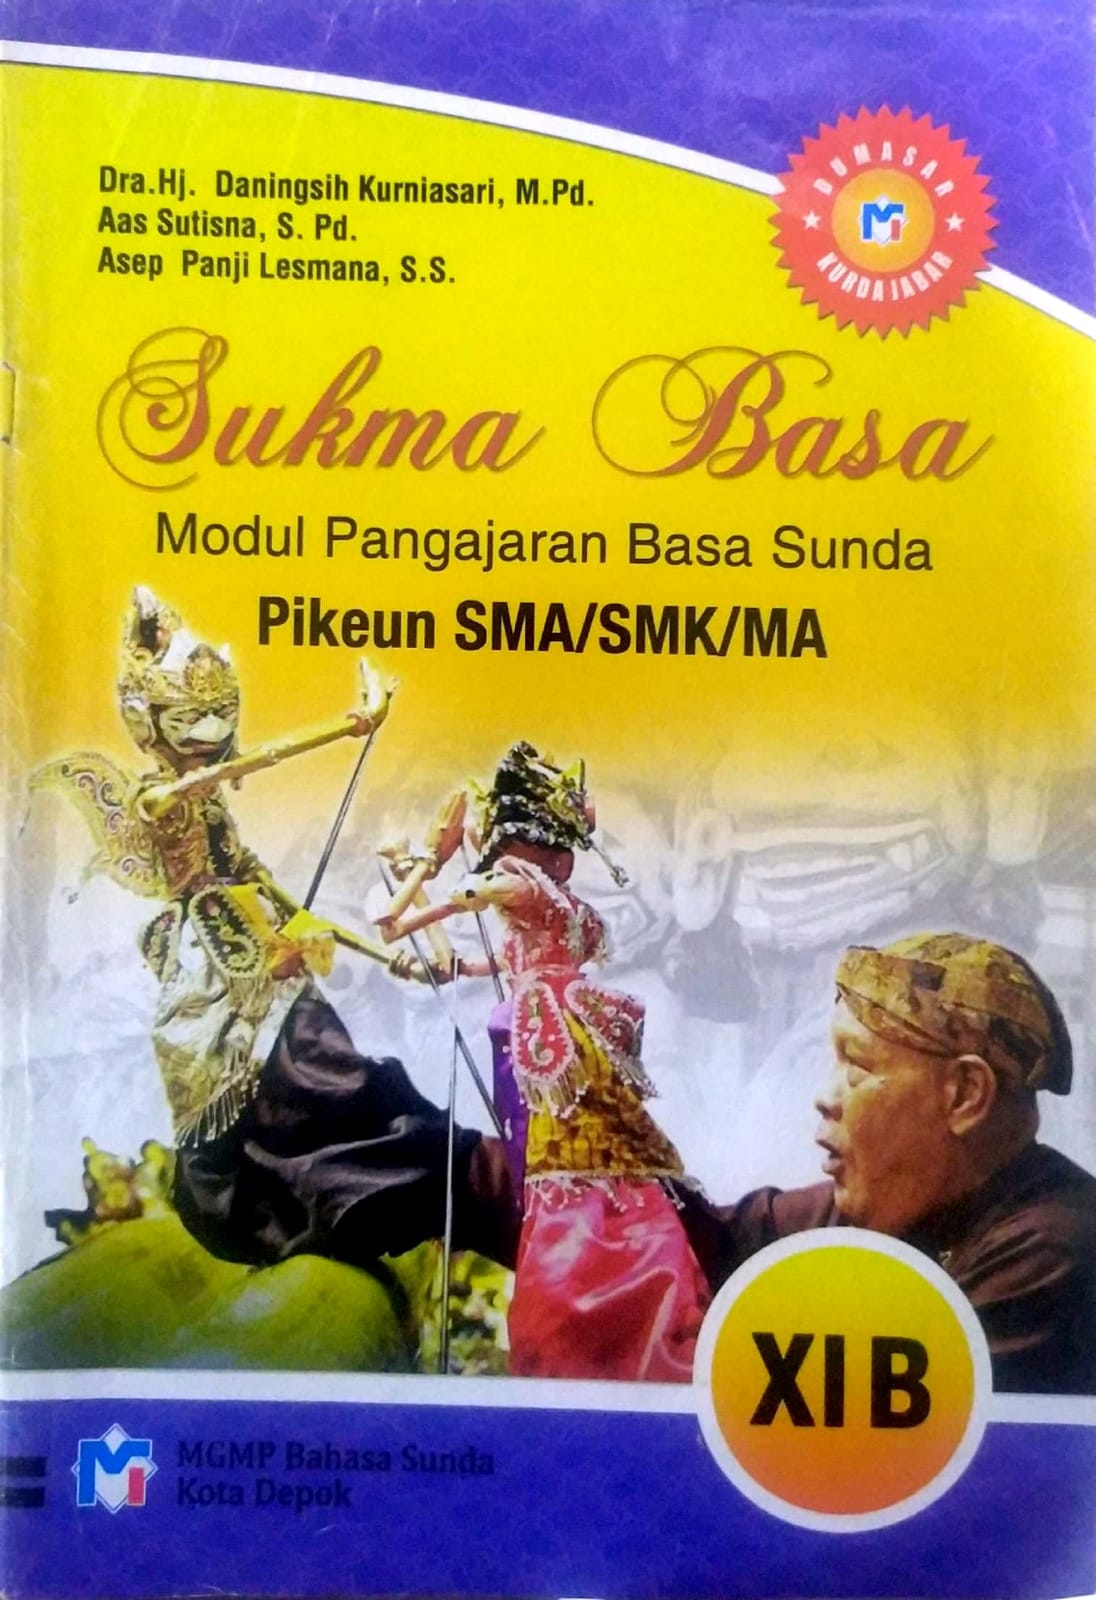 Dra.Hj. Daningsih Kurniasari, M.Pd.
Aas Sutisna, S. Pd.
Asep Panji Lesmana, S.S.
DUMASAR
KURDA JABAR
Sukma Basa
Modul Pangajaran Basa Sunda
Pikeun SMA/SMK/MA
XI B
MGMP Bahasa Sunda
Kota Depok